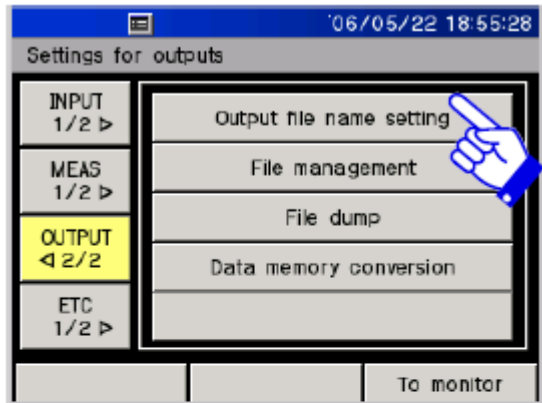 '06/05/22 18:55:28
Settings for outputs
INPUT
1/2 ▷
MEAS
1/2 ▷
OUTPUT
◁ 2/2
ETC
1/2 ▷
Output file name setting
File management
File dump
Data memory conversion
To monitor